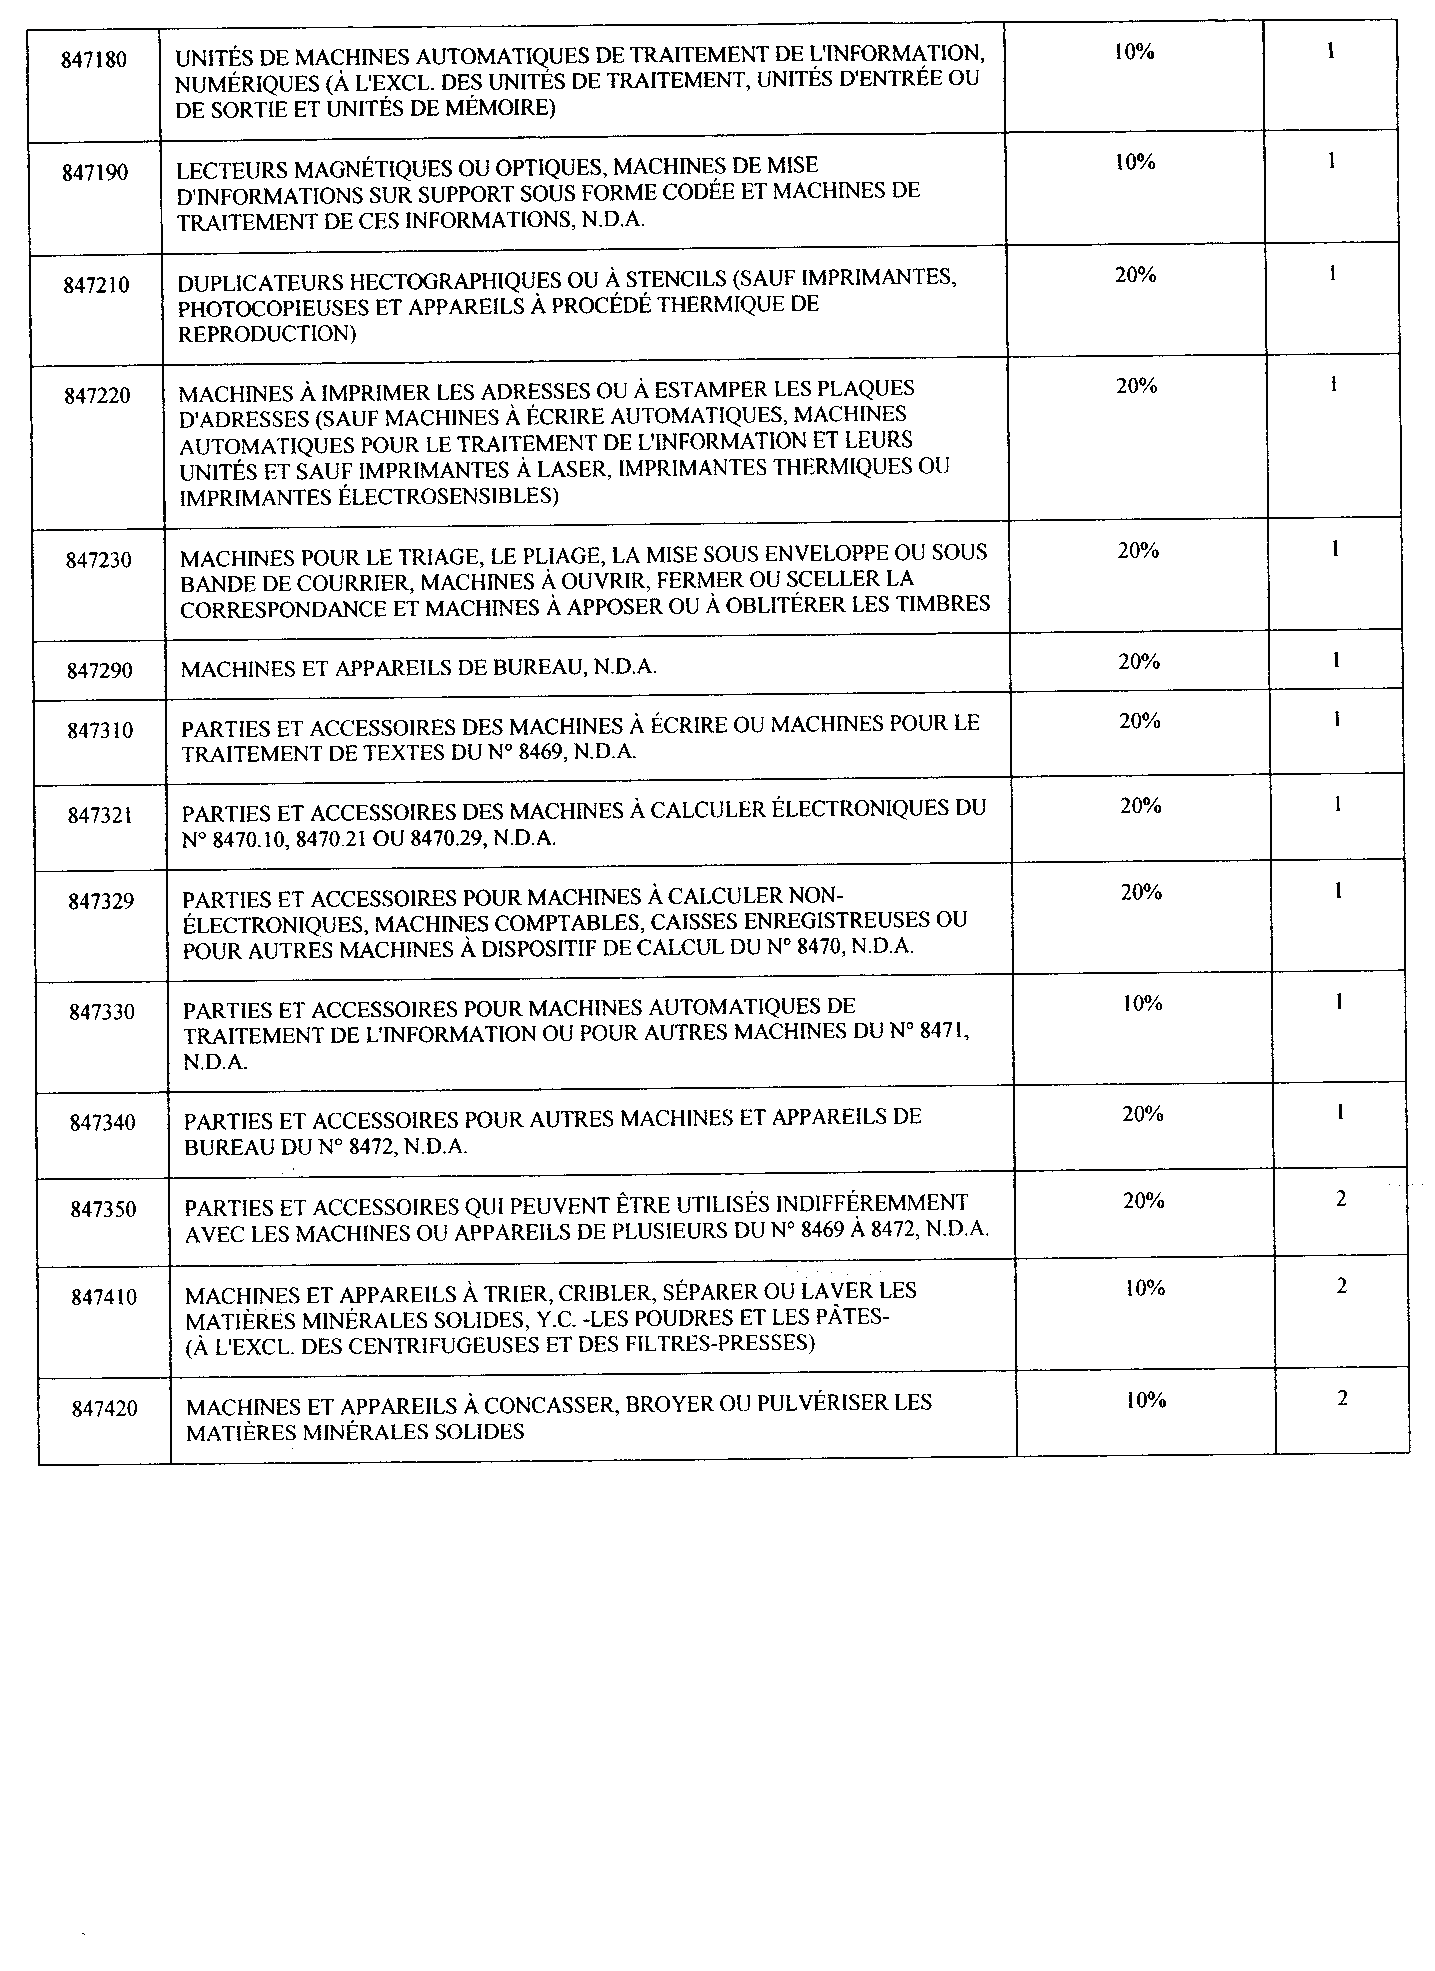 847180 UNITÉS DE MACHINES AUTOMATIQUES DE TRAITEMENT DE L'INFORMATION, 10% 1
NUMÉRIQUES (À L'EXCL. DES UNITÉS DE TRAITEMENT, UNITÉS D'ENTRÉE OU
DE SORTIE ET UNITÉS DE MÉMOIRE)
847190 LECTEURS MAGNÉTIQUES OU OPTIQUES, MACHINES DE MISE 10% 1
D'INFORMATIONS SUR SUPPORT SOUS FORME CODÉE ET MACHINES DE
TRAITEMENT DE CES INFORMATIONS, N.D.A.
847210 DUPLICATEURS HECTOGRAPHIQUES OU À STENCILS (SAUF IMPRIMANTES, 20% 1
PHOTOCOPIEUSES ET APPAREILS À PROCÉDÉ THERMIQUE DE
REPRODUCTION)
847220 MACHINES À IMPRIMER LES ADRESSES OU À ESTAMPER LES PLAQUES 20% 1
D'ADRESSES (SAUF MACHINES À ÉCRIRE AUTOMATIQUES, MACHINES
AUTOMATIQUES POUR LE TRAITEMENT DE L'INFORMATION ET LEURS
UNITÉS ET SAUF IMPRIMANTES À LASER, IMPRIMANTES THERMIQUES OU
IMPRIMANTES ÉLECTROSENSIBLES)
847230 MACHINES POUR LE TRIAGE, LE PLIAGE, LA MISE SOUS ENVELOPPE OU SOUS 20% 1
BANDE DE COURRIER, MACHINES À OUVRIR, FERMER OU SCELLER LA
CORRESPONDANCE ET MACHINES À APPOSER OU À OBLITÉRER LES TIMBRES
847290 MACHINES ET APPAREILS DE BUREAU, N.D.A. 20% 1
847310 PARTIES ET ACCESSOIRES DES MACHINES À ÉCRIRE OU MACHINES POUR LE 20% 1
TRAITEMENT DE TEXTES DU N° 8469, N.D.A.
847321 PARTIES ET ACCESSOIRES DES MACHINES À CALCULER ÉLECTRONIQUES DU 20% 1
N° 8470.10, 8470.21 OU 8470.29, N.D.A.
847329 PARTIES ET ACCESSOIRES POUR MACHINES À CALCULER NON- 20% 1
ÉLECTRONIQUES, MACHINES COMPTABLES, CAISSES ENREGISTREUSES OU
POUR AUTRES MACHINES À DISPOSITIF DE CALCUL DU N° 8470, N.D.A.
847330 PARTIES ET ACCESSOIRES POUR MACHINES AUTOMATIQUES DE 10% 1
TRAITEMENT DE L'INFORMATION OU POUR AUTRES MACHINES DU N° 8471,
N.D.A.
847340 PARTIES ET ACCESSOIRES POUR AUTRES MACHINES ET APPAREILS DE 20% 1
BUREAU DU N° 8472, N.D.A.
847350 PARTIES ET ACCESSOIRES QUI PEUVENT ÊTRE UTILISÉS INDIFFÉREMMENT 20% 2
AVEC LES MACHINES OU APPAREILS DE PLUSIEURS DU N° 8469 À 8472, N.D.A.
847410 MACHINES ET APPAREILS À TRIER, CRIBLER, SÉPARER OU LAVER LES 10% 2
MATIÈRES MINÉRALES SOLIDES, Y.C. -LES POUDRES ET LES PÂTES-
(À L'EXCL. DES CENTRIFUGEUSES ET DES FILTRES-PRESSES)
847420 MACHINES ET APPAREILS À CONCASSER, BROYER OU PULVÉRISER LES 10% 2
MATIÈRES MINÉRALES SOLIDES